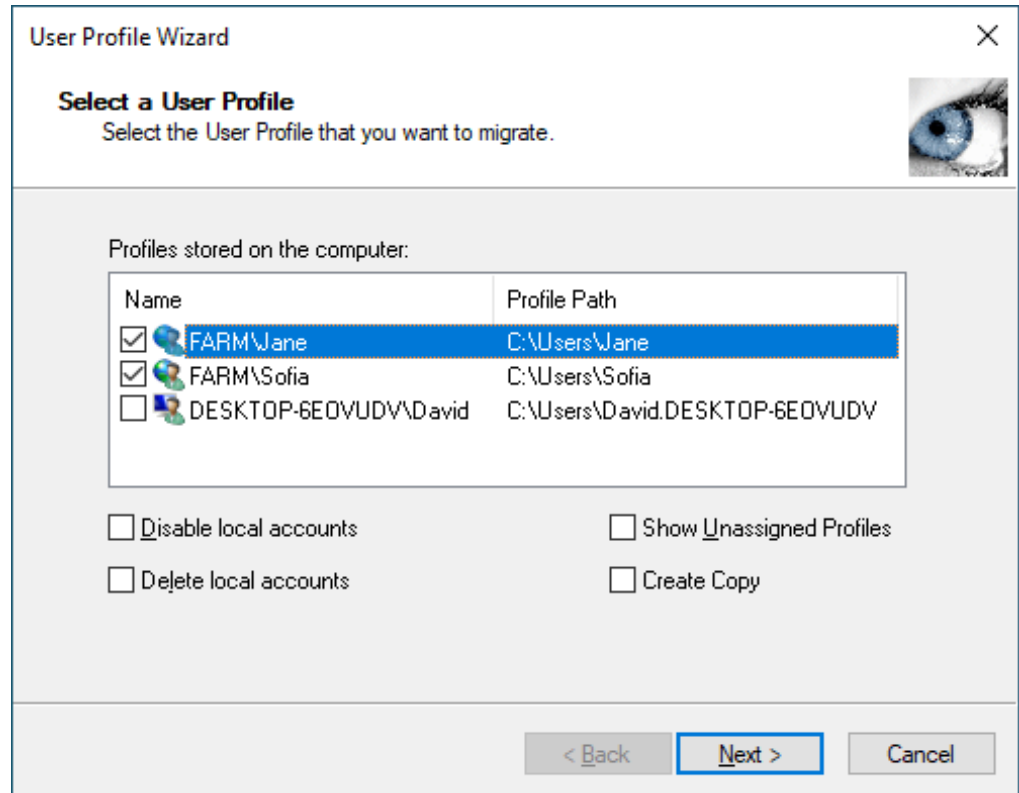 User Profile Wizard
Select a User Profile
Select the User Profile that you want to migrate.
Profiles stored on the computer:
Name Profile Path
FARM\Jane C:\Users\Jane
FARM\Sofia C:\Users\Sofia
DESKTOP-6EOVUDV\David C:\Users\David.DESKTOP-6EOVUDV
Disable local accounts Show Unassigned Profiles
Delete local accounts Create Copy
< Back Next > Cancel